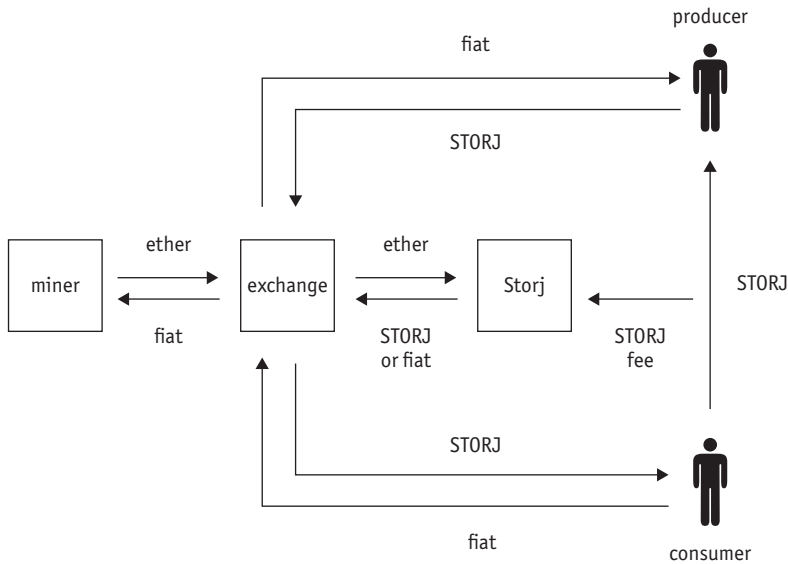 producer
fiat
STORJ
ether
ether
miner
exchange
Storj
STORJ
fiat
STORJ
or fiat
STORJ
fee
STORJ
fiat
consumer